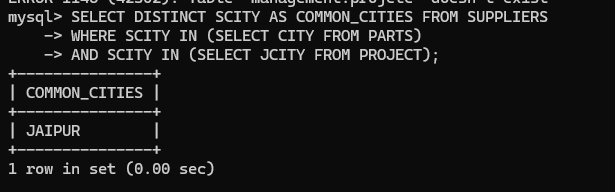 ERROR 1146 (42S02): Table 'management.projetc' doesn't exist
mysql> SELECT DISTINCT SCITY AS COMMON_CITIES FROM SUPPLIERS
    -> WHERE SCITY IN (SELECT CITY FROM PARTS)
    -> AND SCITY IN (SELECT JCITY FROM PROJECT);
+---------------+
| COMMON_CITIES |
+---------------+
| JAIPUR        |
+---------------+
1 row in set (0.00 sec)